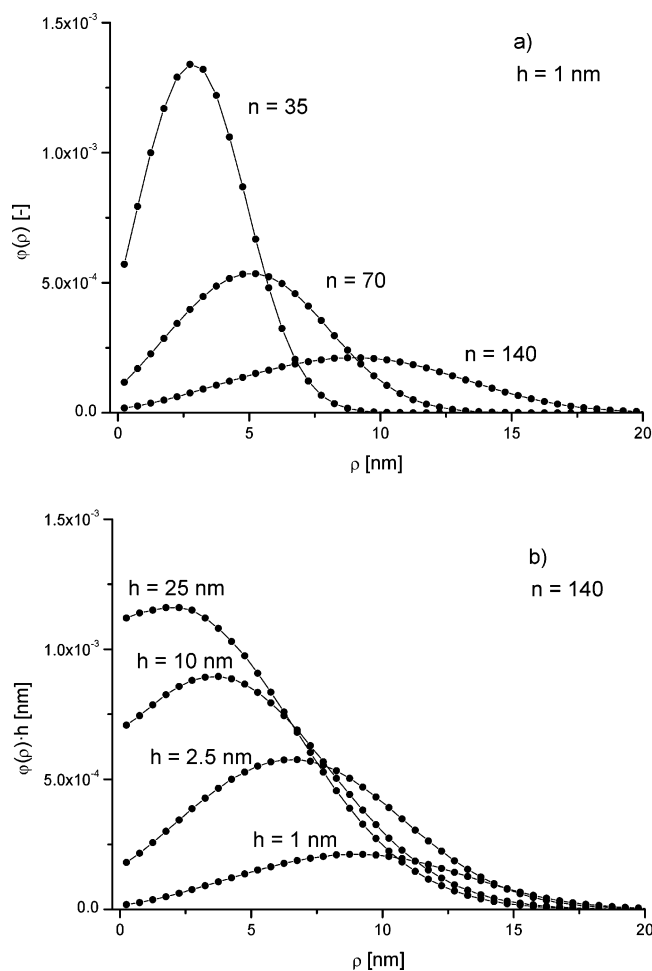 1.5x10⁻³
a)
h = 1 nm
n = 35
1.0x10⁻³
φ(ρ) [-]
n = 70
5.0x10⁻⁴
n = 140
0.0
0 5 10 15 20
ρ [nm]
1.5x10⁻³
b)
n = 140
h = 25 nm
1.0x10⁻³
h = 10 nm
φ(ρ)·h [nm]
h = 2.5 nm
5.0x10⁻⁴
h = 1 nm
0.0
0 5 10 15 20
ρ [nm]